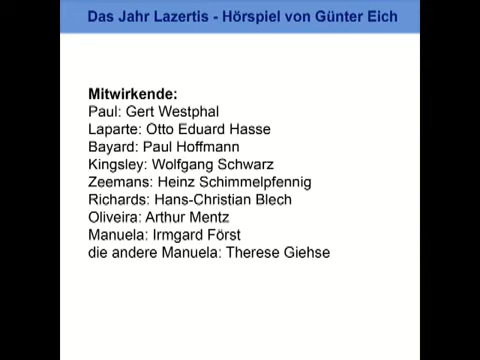 Das Jahr Lazertis - Hörspiel von Günter Eich
Mitwirkende:
Paul: Gert Westphal
Laparte: Otto Eduard Hasse
Bayard: Paul Hoffmann
Kingsley: Wolfgang Schwarz
Zeemans: Heinz Schimmelpfennig
Richards: Hans-Christian Blech
Oliveira: Arthur Mentz
Manuela: Irmgard Först
die andere Manuela: Therese Giehse